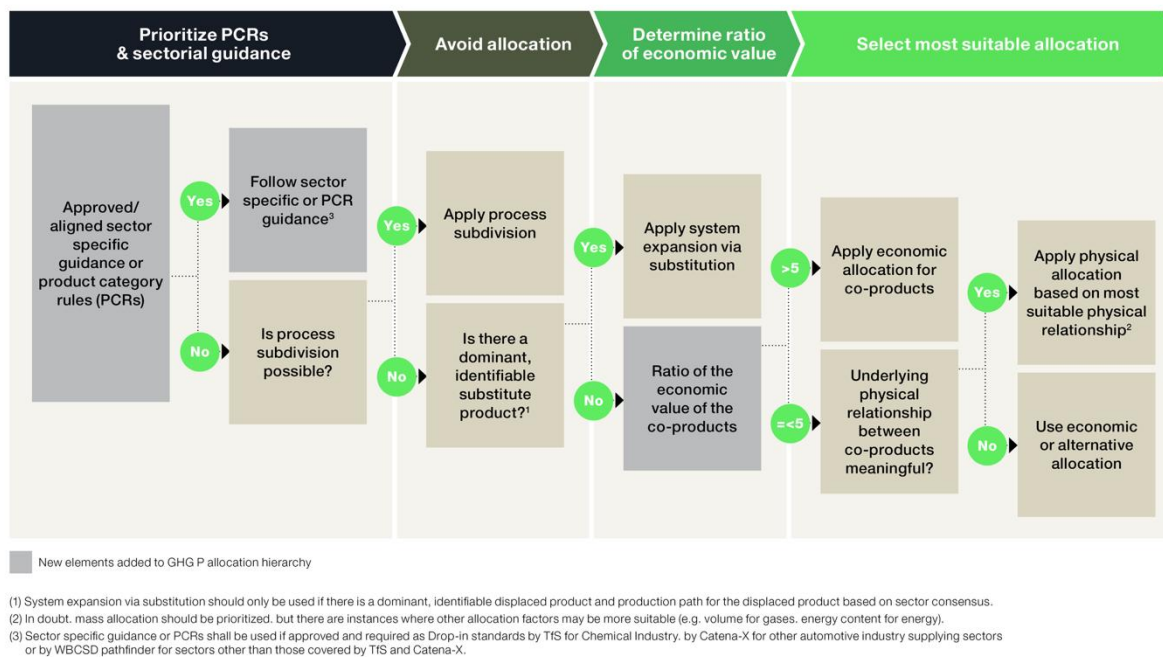 Prioritize PCRs
& sectorial guidance
Avoid allocation
Determine ratio
of economic value
Select most suitable allocation
Approved/
aligned sector
specific
guidance or
product category
rules (PCRs)
Yes
No
Follow sector
specific or PCR
guidance3
Is process
subdivision
possible?
Yes
No
Apply process
subdivision
Is there a
dominant,
identifiable
substitute
product?1
Yes
No
Apply system
expansion via
substitution
Ratio of the
economic
value of the
co-products
>5
=<5
Apply economic
allocation for
co-products
Underlying
physical
relationship
between
co-products
meaningful?
Yes
No
Apply physical
allocation
based on most
suitable physical
relationship2
Use economic
or alternative
allocation
New elements added to GHG P allocation hierarchy
(1) System expansion via substitution should only be used if there is a dominant, identifiable displaced product and production path for the displaced product based on sector consensus.
(2) In doubt. mass allocation should be prioritized. but there are instances where other allocation factors may be more suitable (e.g. volume for gases. energy content for energy).
(3) Sector specific guidance or PCRs shall be used if approved and required as Drop-in standards by TfS for Chemical Industry. by Catena-X for other automotive industry supplying sectors
or by WBCSD pathfinder for sectors other than those covered by TfS and Catena-X.